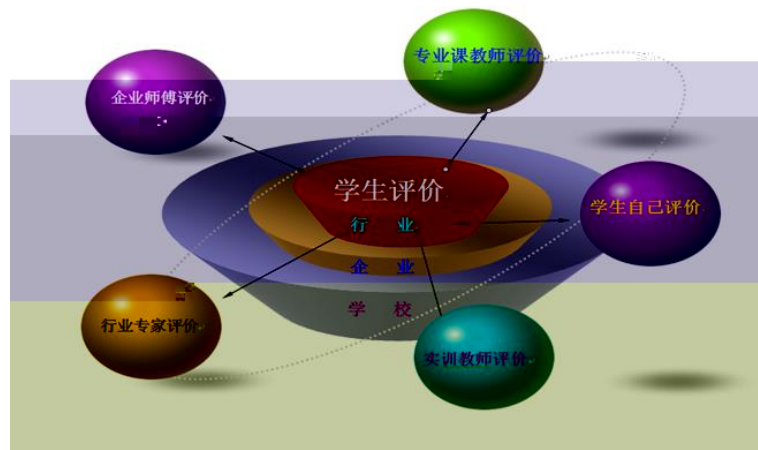 专业课教师评价
企业师傅评价
学生评价
学生自己评价
行 业
企 业
学 校
行业专家评价
实训教师评价